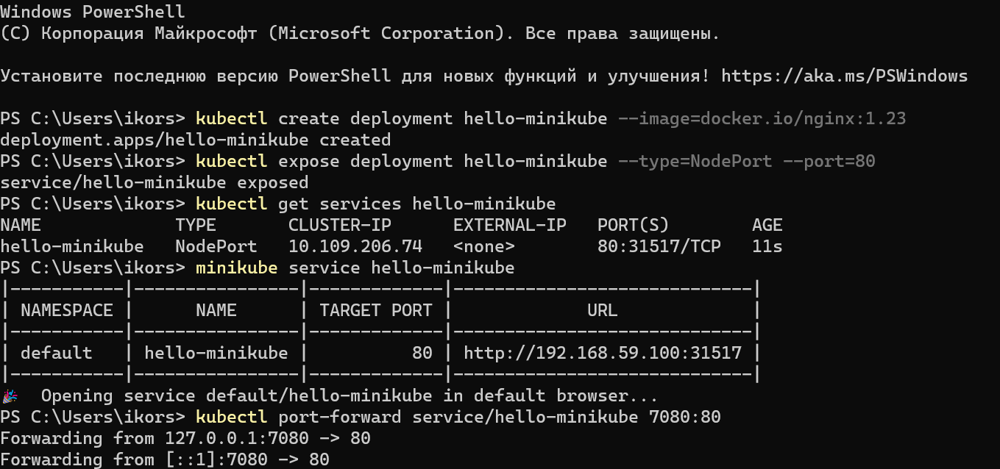 Windows PowerShell
(C) Корпорация Майкрософт (Microsoft Corporation). Все права защищены.
Установите последнюю версию PowerShell для новых функций и улучшения! https://aka.ms/PSWindows
PS C:\Users\ikors> kubectl create deployment hello-minikube --image=docker.io/nginx:1.23
deployment.apps/hello-minikube created
PS C:\Users\ikors> kubectl expose deployment hello-minikube --type=NodePort --port=80
service/hello-minikube exposed
PS C:\Users\ikors> kubectl get services hello-minikube
NAME             TYPE       CLUSTER-IP      EXTERNAL-IP   PORT(S)        AGE
hello-minikube   NodePort   10.109.206.74   <none>        80:31517/TCP   11s
PS C:\Users\ikors> minikube service hello-minikube
|-----------|----------------|-------------|-----------------------------|
| NAMESPACE |      NAME      | TARGET PORT |             URL             |
|-----------|----------------|-------------|-----------------------------|
| default   | hello-minikube |          80 | http://192.168.59.100:31517 |
|-----------|----------------|-------------|-----------------------------|
🎉  Opening service default/hello-minikube in default browser...
PS C:\Users\ikors> kubectl port-forward service/hello-minikube 7080:80
Forwarding from 127.0.0.1:7080 -> 80
Forwarding from [::1]:7080 -> 80